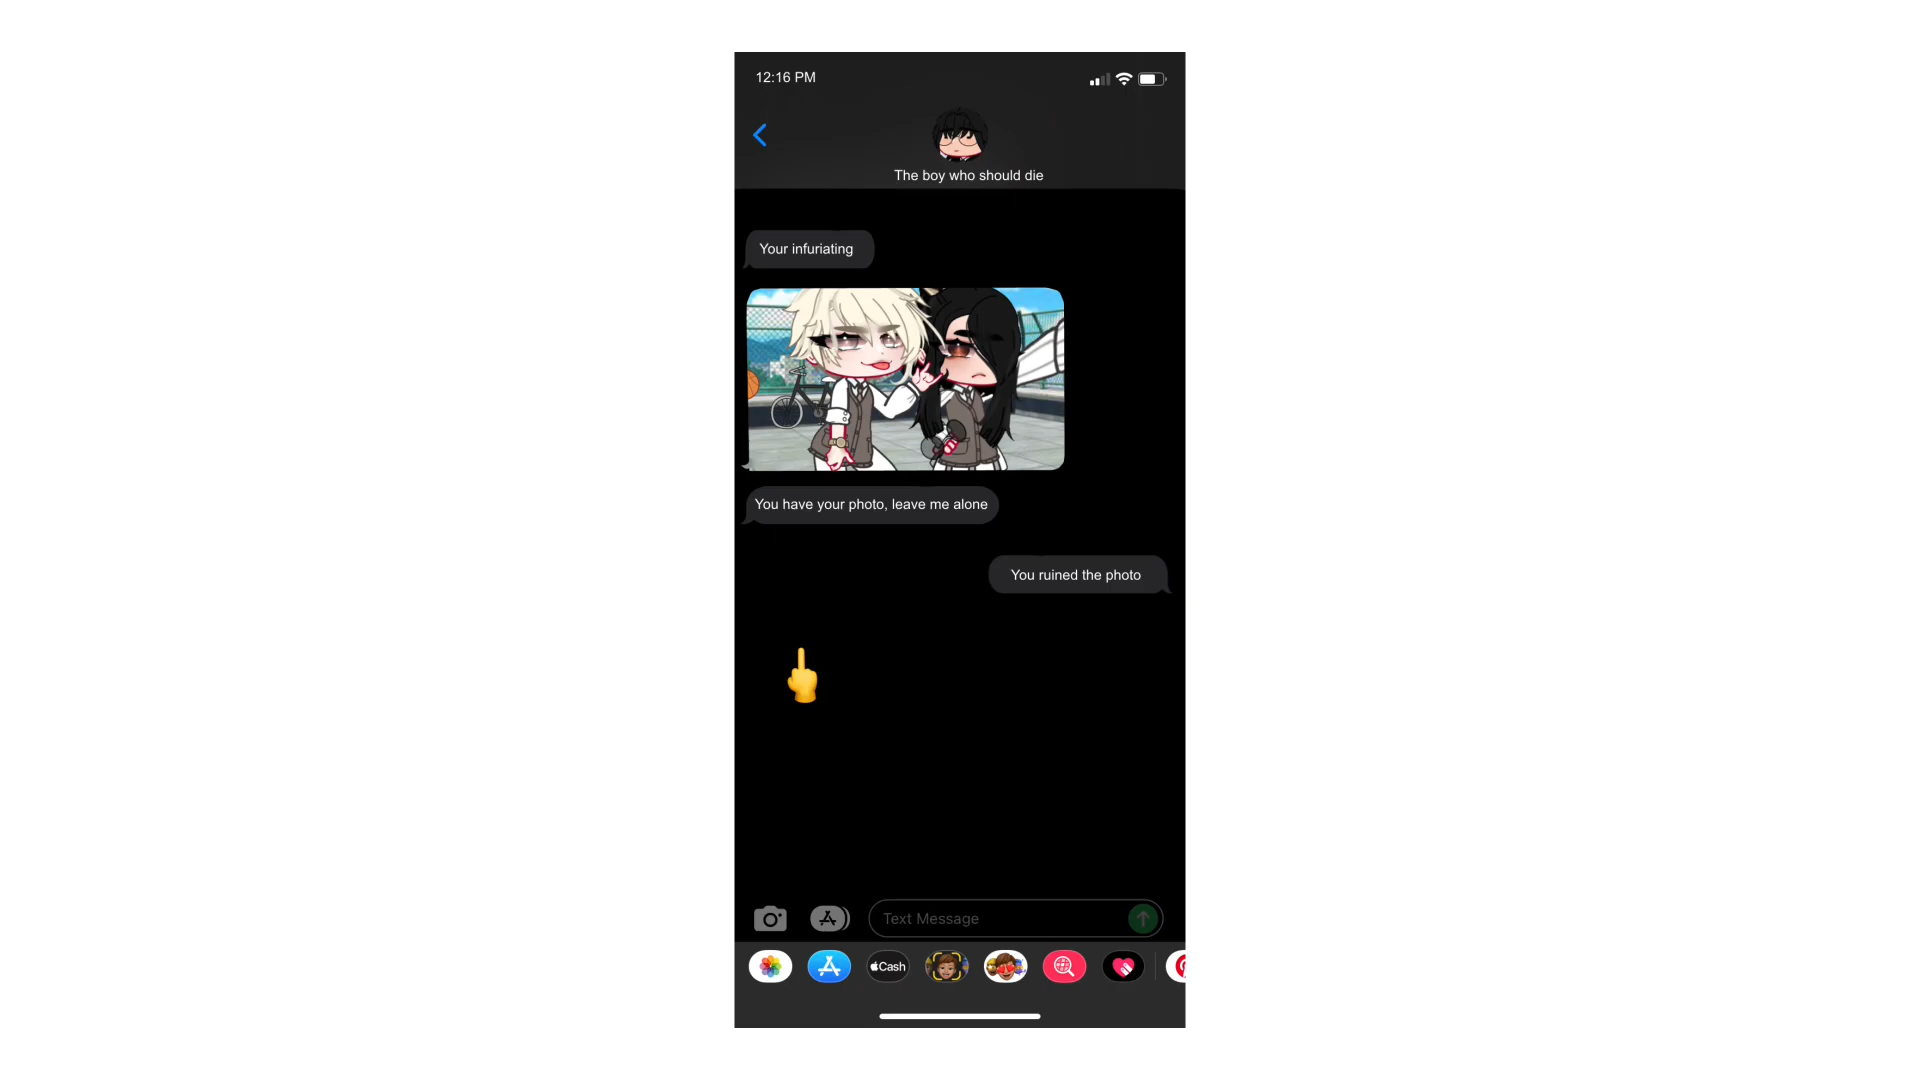 12:16 PM
The boy who should die
Your infuriating
You have your photo, leave me alone
You ruined the photo
Text Message
Cash